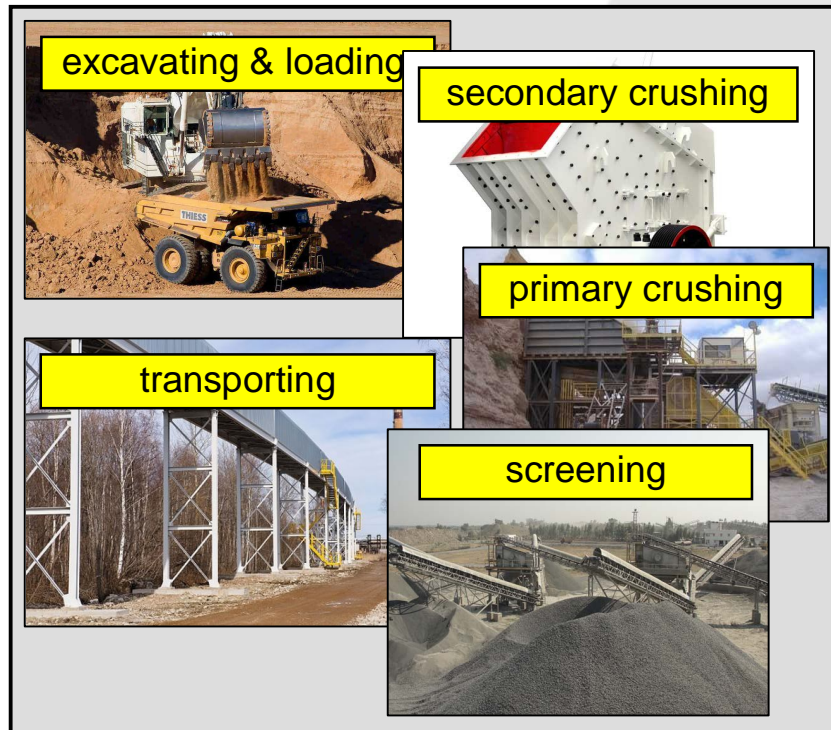 excavating & loading
secondary crushing
THIESS
primary crushing
transporting
screening